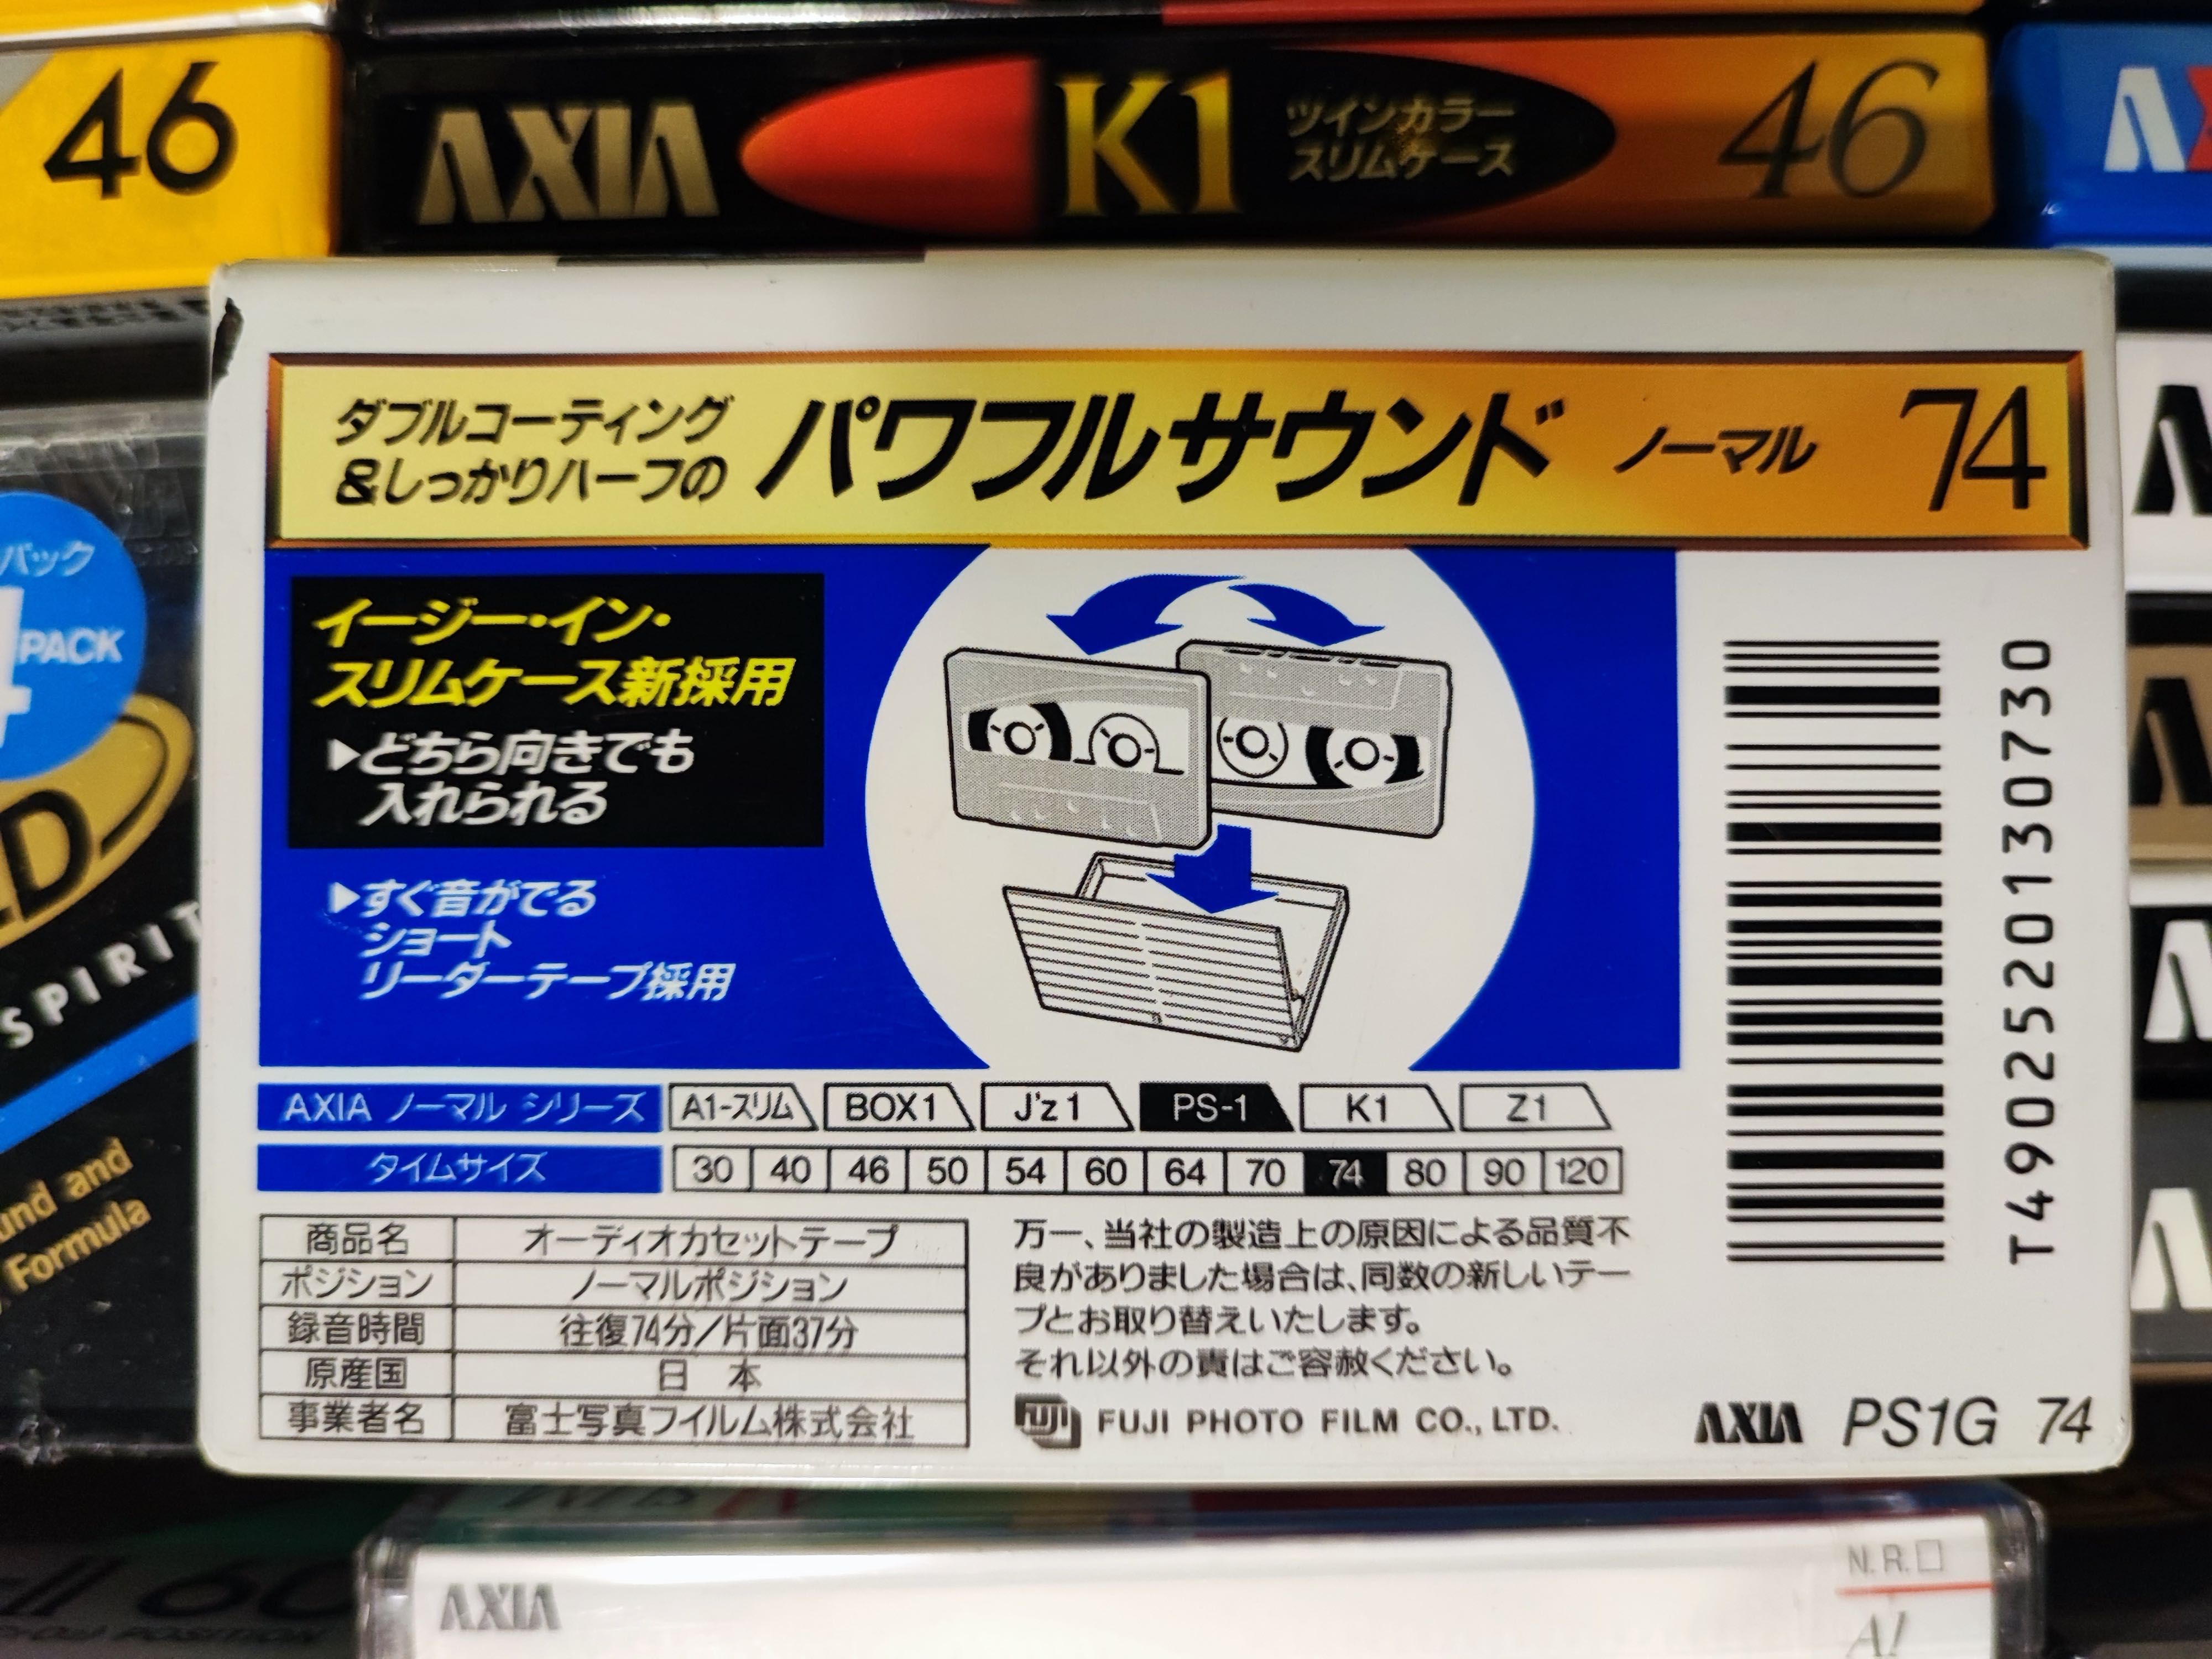 46
AXIA K1 ツインカラー
スリムケース 46
パック
4
PACK
SPIRIT
Formula
ダブルコーティング
&しっかりハーフの
パワフルサウンド ノーマル 74
イージー・イン・
スリムケース新採用
▶どちら向きでも
入れられる
▶すぐ音がでる
ショート
リーダーテープ採用
T4902520130730
AXIA ノーマル シリーズ A1-スリム BOX1 J'z1 PS-1 K1 Z1
タイムサイズ 30 40 46 50 54 60 64 70 74 80 90 120
商品名 オーディオカセットテープ
ポジション ノーマルポジション
録音時間 往復74分/片面37分
原産国 日 本
事業者名 富士写真フイルム株式会社
万一、当社の製造上の原因による品質不
良がありました場合は、同数の新しいテー
プとお取り替えいたします。
それ以外の責はご容赦ください。
FUJI FUJI PHOTO FILM CO., LTD.
AXIA PS1G 74
AXIA
N.R.□
60
POSITION